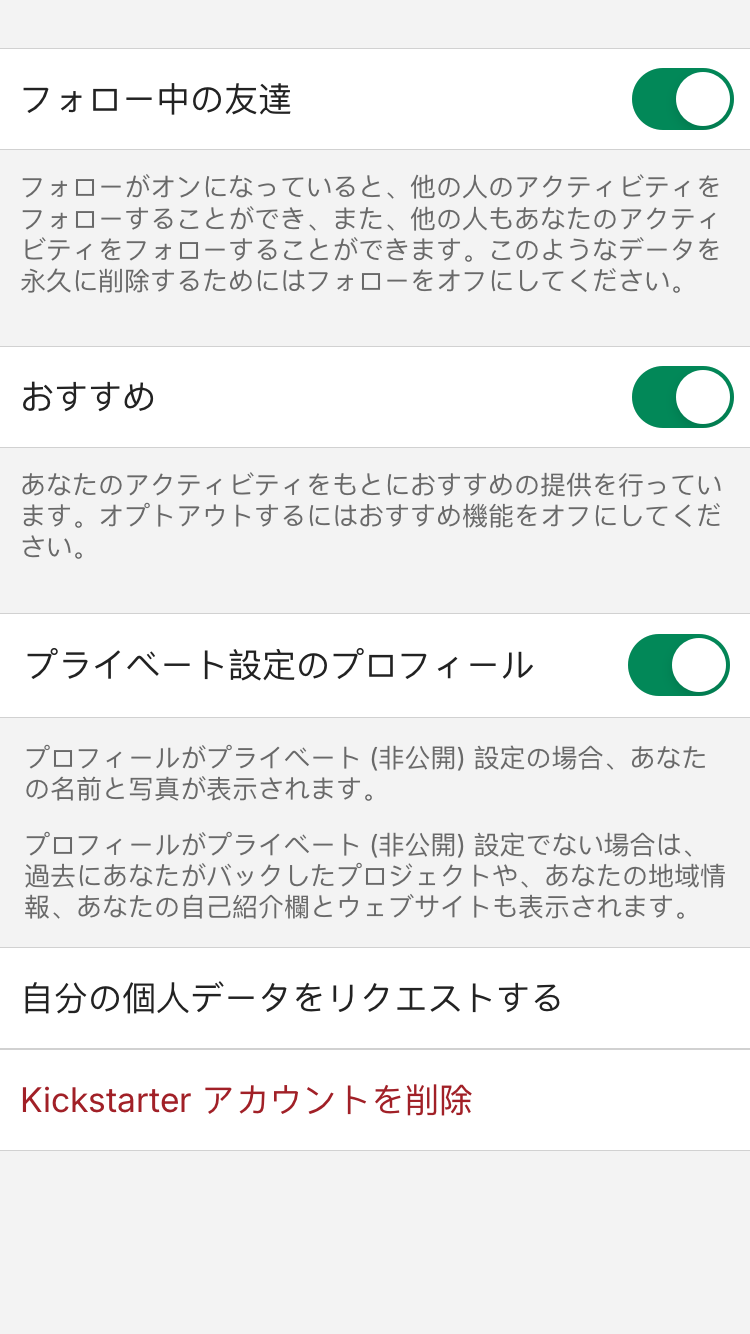 フォロー中の友達
フォローがオンになっていると、他の人のアクティビティを
フォローすることができ、また、他の人もあなたのアクティ
ビティをフォローすることができます。このようなデータを
永久に削除するためにはフォローをオフにしてください。
おすすめ
あなたのアクティビティをもとにおすすめの提供を行ってい
ます。オプトアウトするにはおすすめ機能をオフにしてくだ
さい。
プライベート設定のプロフィール
プロフィールがプライベート (非公開) 設定の場合、あなた
の名前と写真が表示されます。
プロフィールがプライベート (非公開) 設定でない場合は、
過去にあなたがバックしたプロジェクトや、あなたの地域情
報、あなたの自己紹介欄とウェブサイトも表示されます。
自分の個人データをリクエストする
Kickstarter アカウントを削除